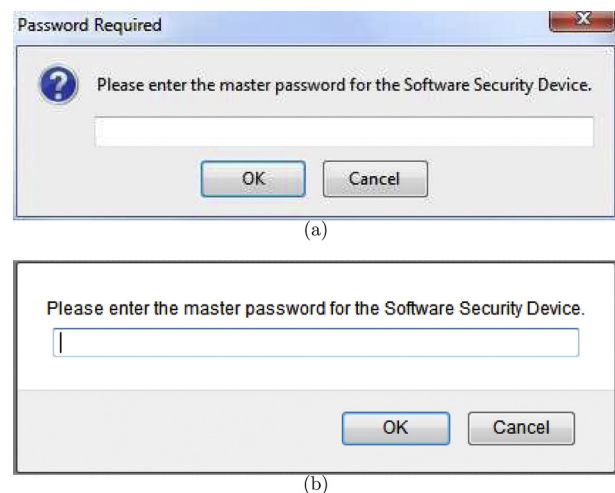 Password Required
Please enter the master password for the Software Security Device.
OK Cancel
(a)
Please enter the master password for the Software Security Device.
OK Cancel
(b)